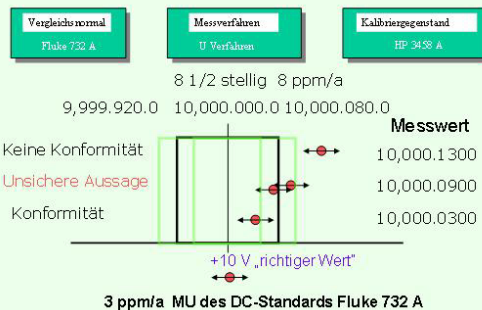 Vergleichsnormal
Fluke 732 A
Messverfahren
U Verfahren
Kalibriergegenstand
HP 3458 A
8 1/2 stellig 8 ppm/a
9,999.920.0 10,000.000.0 10,000.080.0
Messwert
Keine Konformität 10,000.1300
Unsichere Aussage 10,000.0900
Konformität 10,000.0300
+10 V „richtiger Wert"
3 ppm/a MU des DC-Standards Fluke 732 A